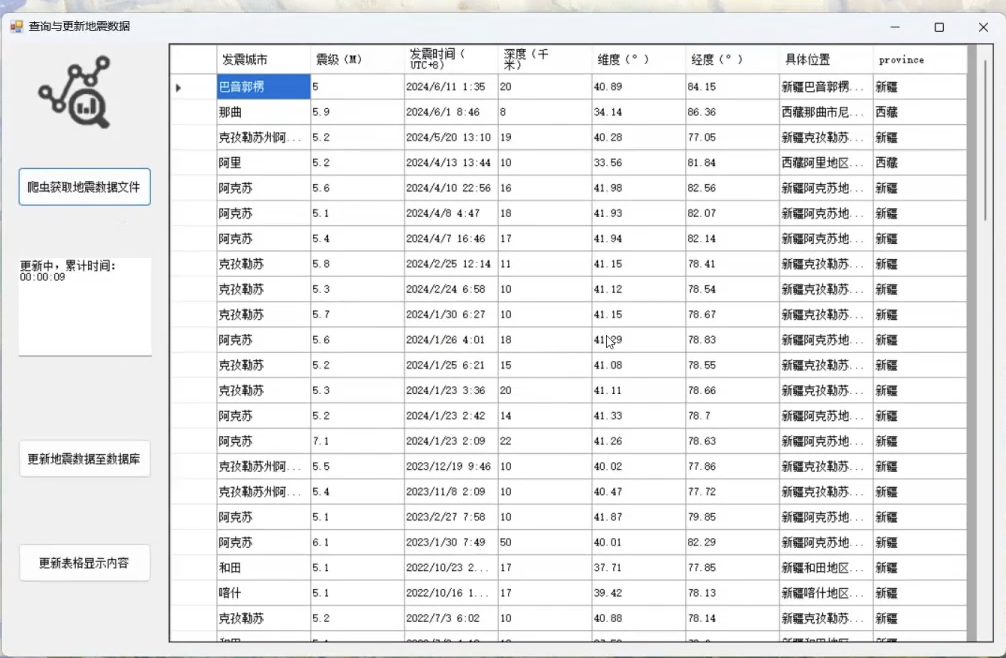 查询与更新地震数据
发震城市 震级（M） 发震时间（UTC+8） 深度（千米） 维度（°） 经度（°） 具体位置 province
巴音郭楞 5 2024/6/11 1:35 20 40.89 84.15 新疆巴音郭楞... 新疆
那曲 5.9 2024/6/1 8:46 8 34.14 86.36 西藏那曲市尼... 西藏
克孜勒苏州阿... 5.2 2024/5/20 13:10 19 40.28 77.05 新疆克孜勒苏... 新疆
阿里 5.2 2024/4/13 13:44 10 33.56 81.84 西藏阿里地区... 西藏
阿克苏 5.6 2024/4/10 22:56 16 41.98 82.56 新疆阿克苏地... 新疆
阿克苏 5.1 2024/4/8 4:47 18 41.93 82.07 新疆阿克苏地... 新疆
阿克苏 5.4 2024/4/7 16:46 17 41.94 82.14 新疆阿克苏地... 新疆
克孜勒苏 5.8 2024/2/25 12:14 11 41.15 78.41 新疆克孜勒苏... 新疆
克孜勒苏 5.3 2024/2/24 6:58 10 41.12 78.54 新疆克孜勒苏... 新疆
克孜勒苏 5.7 2024/1/30 6:27 10 41.15 78.67 新疆克孜勒苏... 新疆
阿克苏 5.6 2024/1/26 4:01 18 78.83 新疆阿克苏地... 新疆
克孜勒苏 5.2 2024/1/25 6:21 15 41.08 78.55 新疆克孜勒苏... 新疆
克孜勒苏 5.3 2024/1/23 3:36 20 41.11 78.66 新疆克孜勒苏... 新疆
阿克苏 5.2 2024/1/23 2:42 14 41.33 78.7 新疆阿克苏地... 新疆
阿克苏 7.1 2024/1/23 2:09 22 41.26 78.63 新疆阿克苏地... 新疆
克孜勒苏州阿... 5.5 2023/12/19 9:46 10 40.02 77.86 新疆克孜勒苏... 新疆
克孜勒苏州阿... 5.4 2023/11/8 2:09 10 40.47 77.72 新疆克孜勒苏... 新疆
阿克苏 5.1 2023/2/27 7:58 10 41.87 79.85 新疆阿克苏地... 新疆
阿克苏 6.1 2023/1/30 7:49 50 40.01 82.29 新疆阿克苏地... 新疆
和田 5.1 2022/10/23 2... 17 37.71 77.85 新疆和田地区... 新疆
喀什 5.1 2022/10/16 1... 17 39.42 78.13 新疆喀什地区... 新疆
克孜勒苏 5.2 2022/7/3 6:02 10 40.88 78.14 新疆克孜勒苏... 新疆
爬虫获取地震数据文件
更新中，累计时间：
00:00:09
更新地震数据至数据库
更新表格显示内容